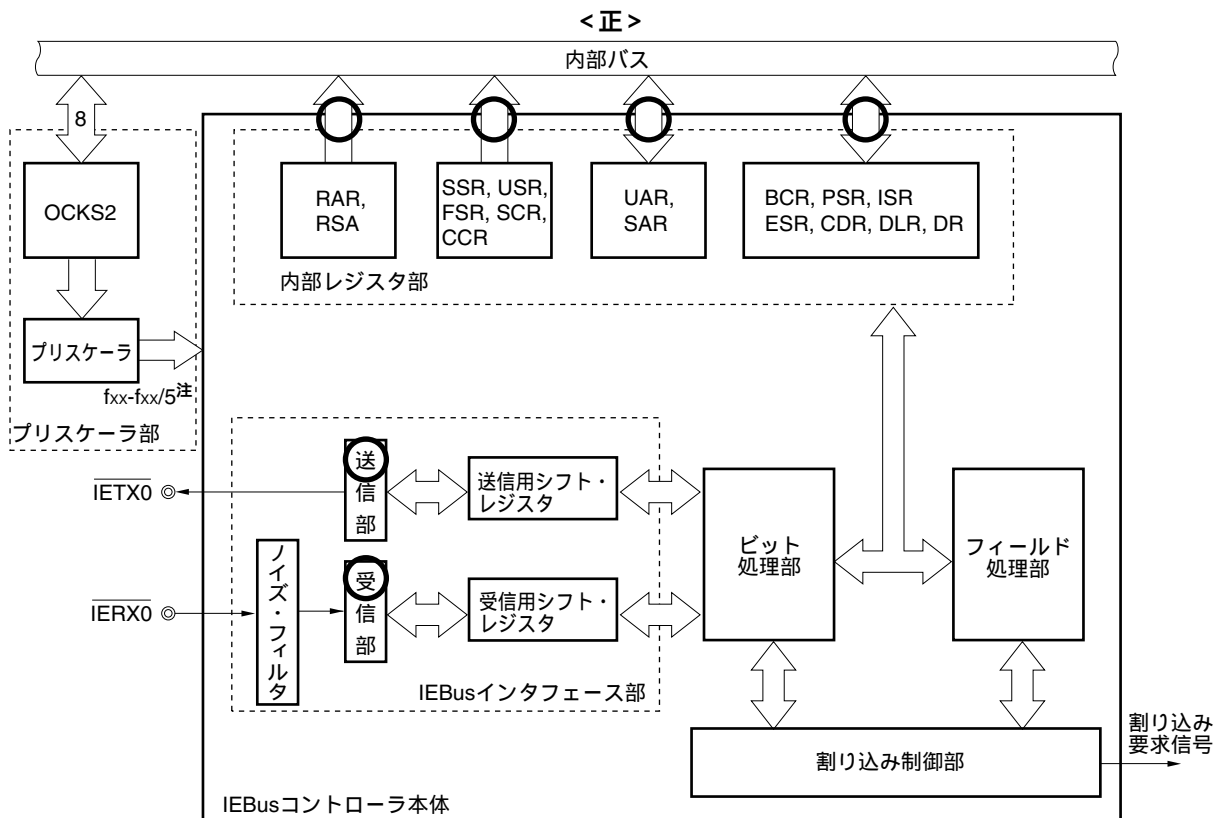 <正>
内部バス
8
OCKS2
RAR,
RSA
SSR, USR,
FSR, SCR,
CCR
UAR,
SAR
BCR, PSR, ISR
ESR, CDR, DLR, DR
内部レジスタ部
プリスケーラ
fxx-fxx/5注
プリスケーラ部
IETX0
送信部
送信用シフト・
レジスタ
ビット
処理部
フィールド
処理部
IERX0
ノイズ・フィルタ
受信部
受信用シフト・
レジスタ
IEBusインタフェース部
割り込み制御部
割り込み
要求信号
IEBusコントローラ本体